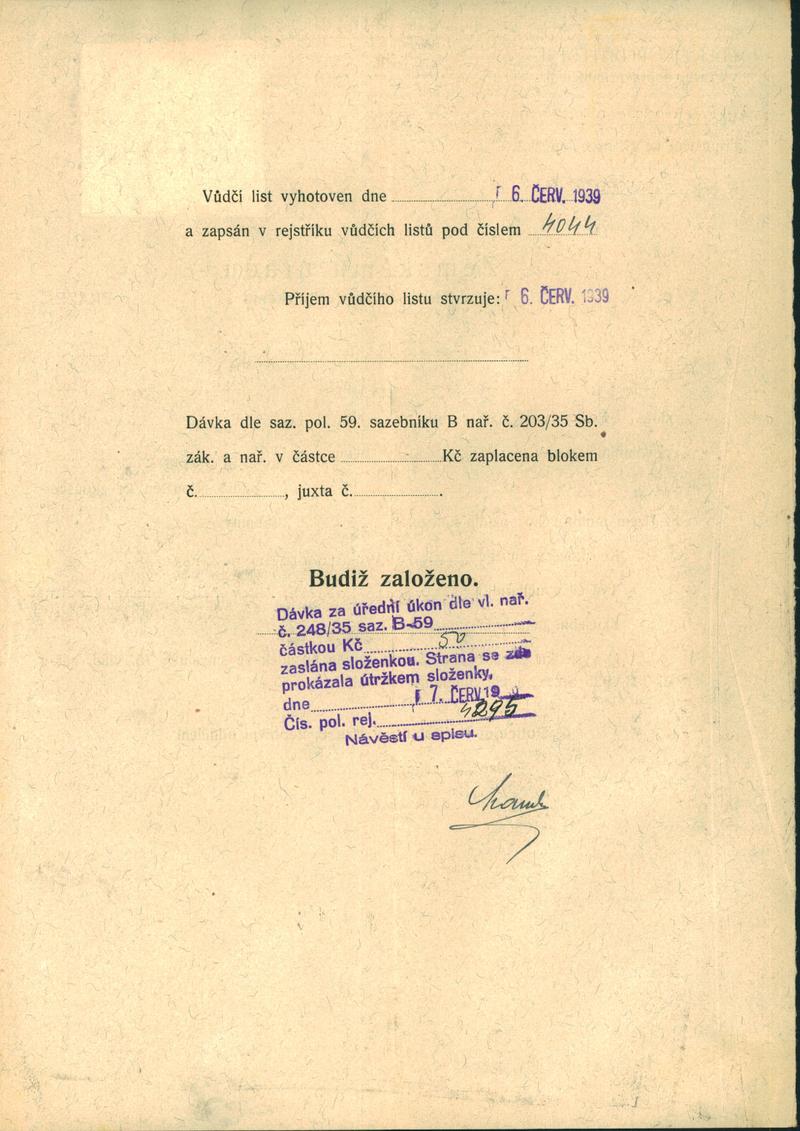 Vůdčí list vyhotoven dne 6. ČERV. 1939
a zapsán v rejstříku vůdčích listů pod číslem 4044
Příjem vůdčího listu stvrzuje: 6. ČERV. 1939
Dávka dle saz. pol. 59. sazebníku B nař. č. 203/35 Sb.
zák. a nař. v částce Kč zaplacena blokem
č. , juxta č. .
Budiž založeno.
Dávka za úřední úkon dle vl. nař.
č. 248/35 saz. B-59
částkou Kč 50
zaslána složenkou. Strana se
prokázala útržkem složenky,
dne 7. ČERV. 19
Čís. pol. rej. 4295
Návěstí u spisu.